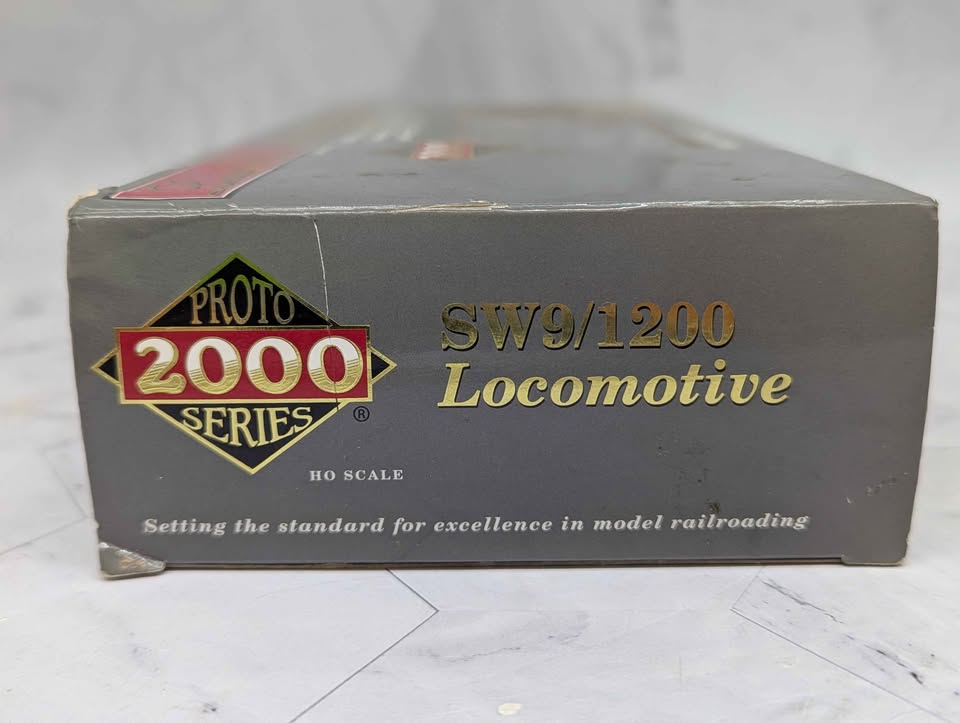 PROTO
2000
SERIES
®
HO SCALE
SW9/1200
Locomotive
Setting the standard for excellence in model railroading